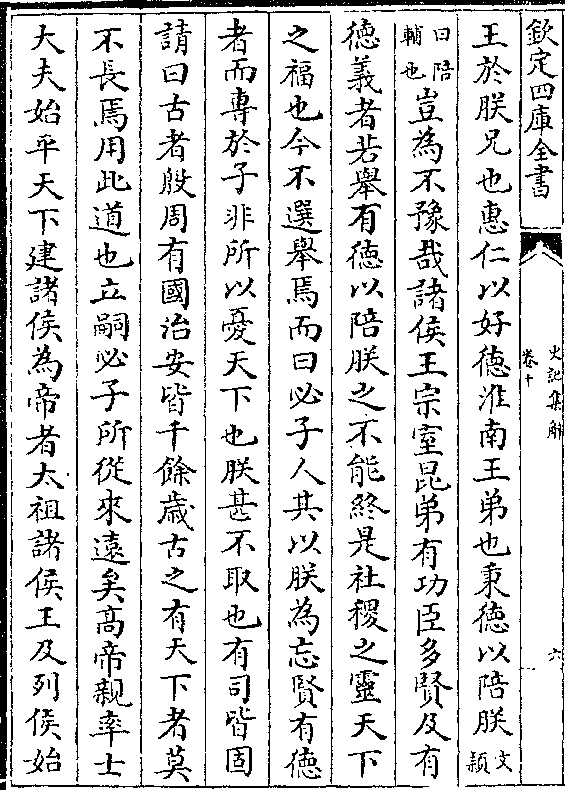 欽定四庫全書
史記集解
卷十
六
王於朕兄也惠仁以好德淮南王弟也秉德以陪朕文頴
曰陪輔也豈為不豫哉諸侯王宗室昆弟有功臣多賢及有
德義者若舉有德以陪朕之不能終是社稷之靈天下
之福也今不選舉焉而曰必子人其以朕為忘賢有德
者而專於子非所以憂天下也朕甚不取也有司皆固
請曰古者殷周有國治安皆千餘歲古之有天下者莫
不長焉用此道也立嗣必子所從來遠矣高帝親率士
大夫始平天下建諸侯為帝者太祖諸侯王及列侯始